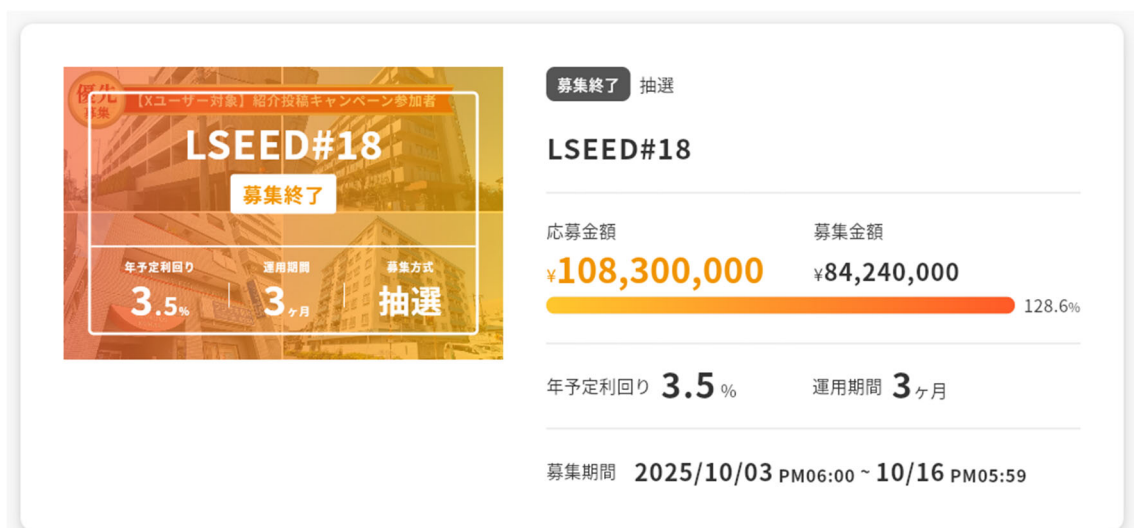 優先
募集
【Xユーザー対象】紹介投稿キャンペーン参加者
LSEED#18
募集終了
年予定利回り 運用期間 募集方式
3.5% 3ヶ月 抽選
募集終了 抽選
LSEED#18
応募金額 募集金額
¥108,300,000 ¥84,240,000
128.6%
年予定利回り 3.5% 運用期間 3ヶ月
募集期間 2025/10/03 PM06:00 ~ 10/16 PM05:59